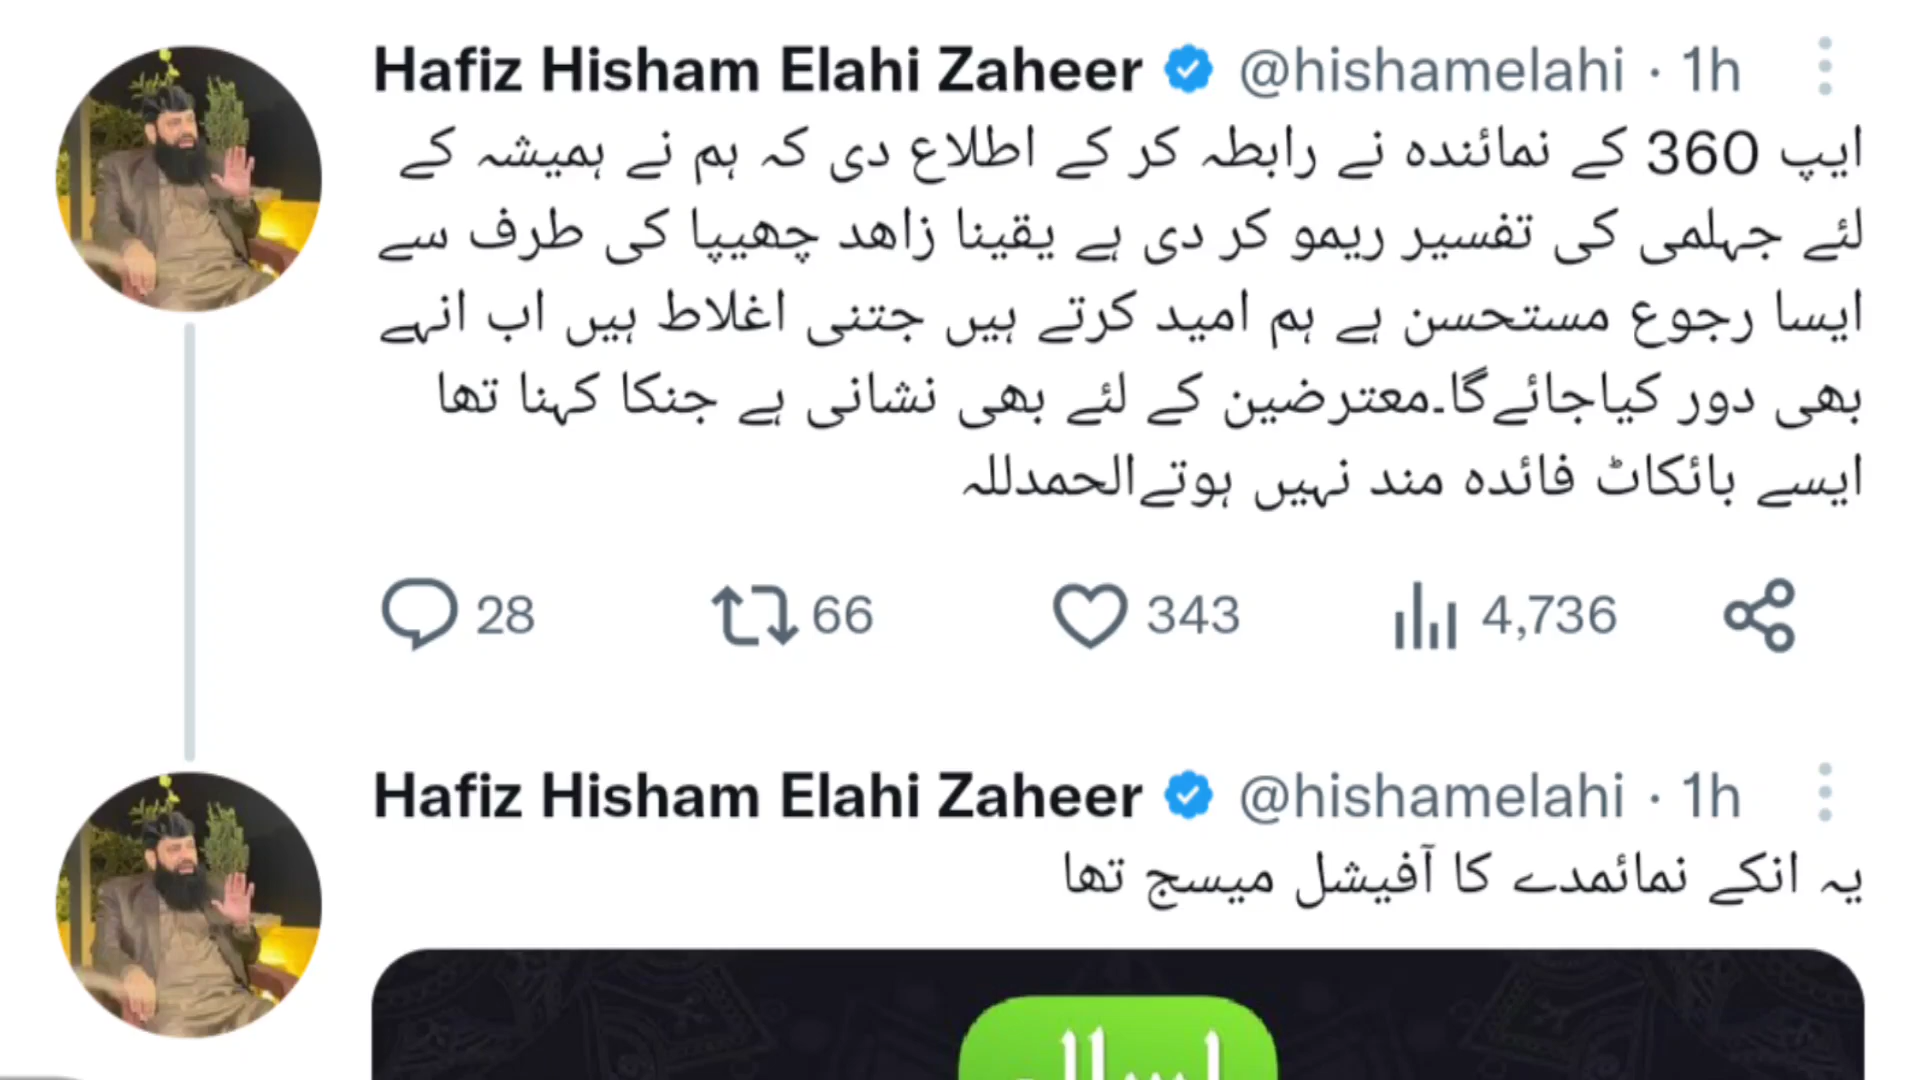 Hafiz Hisham Elahi Zaheer @hishamelahi · 1h
ایپ 360 کے نمائندہ نے رابطہ کر کے اطلاع دی کہ ہم نے ہمیشہ کے
لئے جہلمی کی تفسیر ریمو کر دی ہے یقینا زاھد چھیپا کی طرف سے
ایسا رجوع مستحسن ہے ہم امید کرتے ہیں جتنی اغلاط ہیں اب انہے
بھی دور کیاجائےگا۔معترضین کے لئے بھی نشانی ہے جنکا کہنا تھا
ایسے بائکاٹ فائدہ مند نہیں ہوتےالحمدللہ
28 66 343 4,736
Hafiz Hisham Elahi Zaheer @hishamelahi · 1h
یہ انکے نمائمدے کا آفیشل میسج تھا